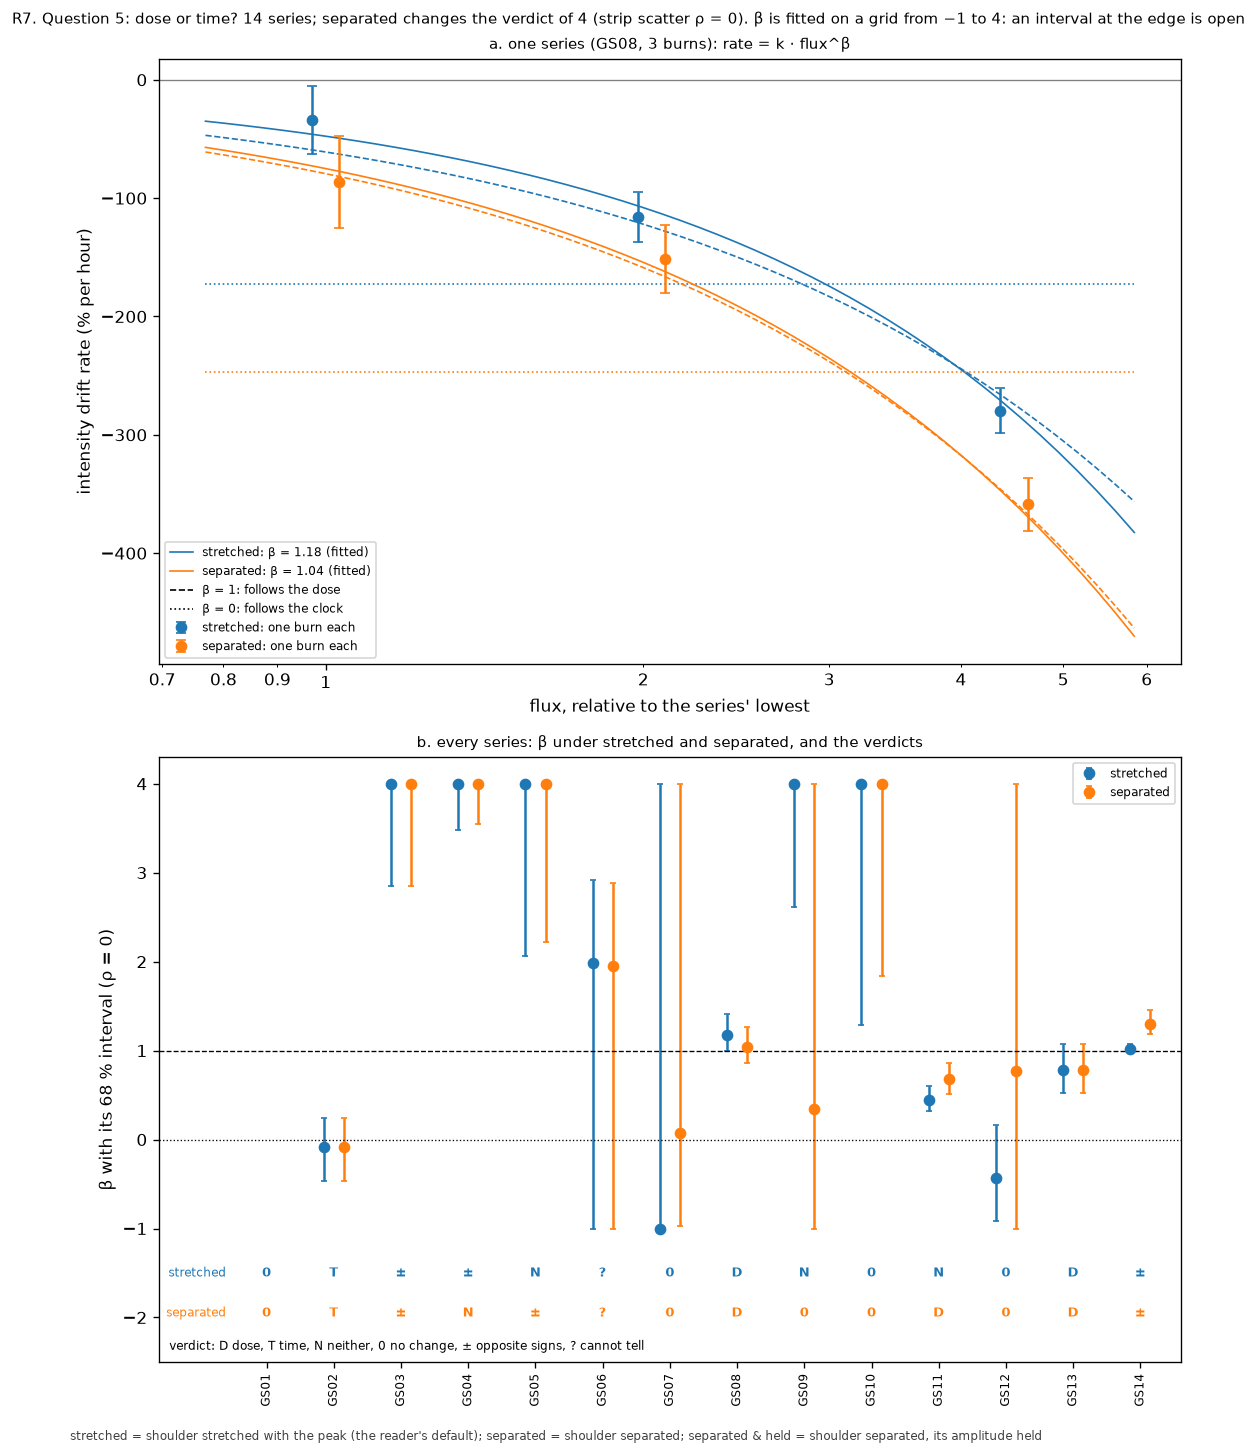 R7. Question 5: dose or time? 14 series; separated changes the verdict of 4 (strip scatter ρ = 0). β is fitted on a grid from −1 to 4: an interval at the edge is open
a. one series (GS08, 3 burns): rate = k · flux^β
intensity drift rate (% per hour)
0
−100
−200
−300
−400
stretched: β = 1.18 (fitted)
separated: β = 1.04 (fitted)
β = 1: follows the dose
β = 0: follows the clock
stretched: one burn each
separated: one burn each
0.7 0.8 0.9 1 2 3 4 5 6
flux, relative to the series' lowest
b. every series: β under stretched and separated, and the verdicts
stretched
separated
β with its 68 % interval (ρ = 0)
4
3
2
1
0
−1
−2
stretched 0 T ± ± N ? 0 D N 0 N 0 D ±
separated 0 T ± N ± ? 0 D 0 0 D 0 D ±
verdict: D dose, T time, N neither, 0 no change, ± opposite signs, ? cannot tell
GS01 GS02 GS03 GS04 GS05 GS06 GS07 GS08 GS09 GS10 GS11 GS12 GS13 GS14
stretched = shoulder stretched with the peak (the reader's default); separated = shoulder separated; separated & held = shoulder separated, its amplitude held